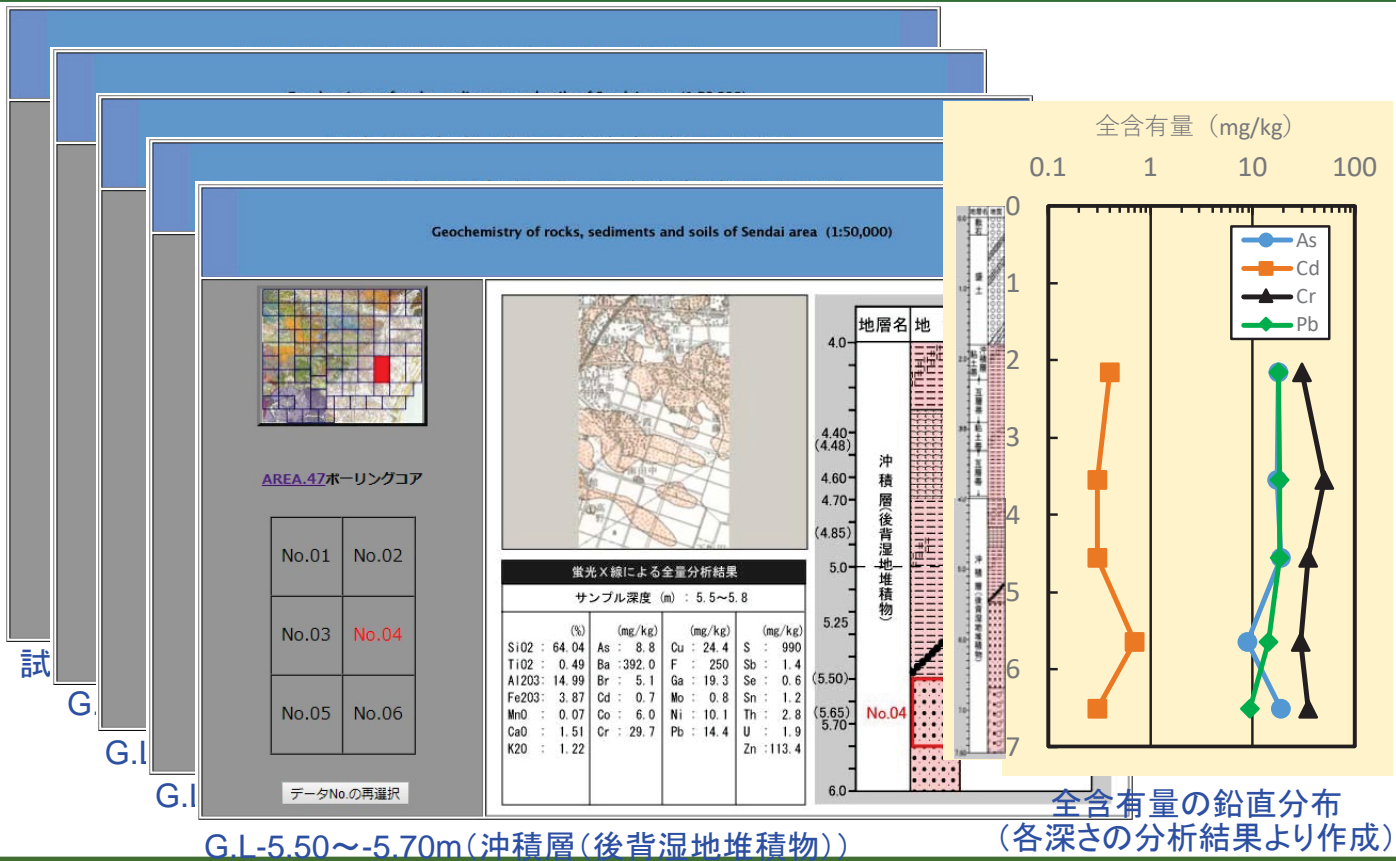 Geochemistry of rocks, sediments and soils of Sendai area (1:50,000)
AREA.47ボーリングコア
No.01 No.02
No.03 No.04
No.05 No.06
データNo.の再選択
蛍光X線による全量分析結果
サンプル深度 (m) : 5.5~5.8
(%) (mg/kg) (mg/kg) (mg/kg)
SiO2 : 64.04 As : 8.8 Cu : 24.4 S : 990
TiO2 : 0.49 Ba :392.0 F : 250 Sb : 1.4
Al2O3: 14.99 Br : 5.1 Ga : 19.3 Se : 0.6
Fe2O3: 3.87 Cd : 0.7 Mo : 0.8 Sn : 1.2
MnO : 0.07 Co : 6.0 Ni : 10.1 Th : 2.8
CaO : 1.51 Cr : 29.7 Pb : 14.4 U : 1.9
K2O : 1.22 Zn :113.4
地層名 地
4.0
4.40
(4.48)
4.60
4.70
(4.85)
5.0
5.25
(5.50)
(5.65)
5.70
6.0
沖積層(後背湿地堆積物)
No.04
全含有量(mg/kg)
0.1 1 10 100
0
1
2
3
4
5
6
7
As
Cd
Cr
Pb
試
G.
G.L
G.L
G.L-5.50~-5.70m(沖積層(後背湿地堆積物))
全含有量の鉛直分布
(各深さの分析結果より作成)